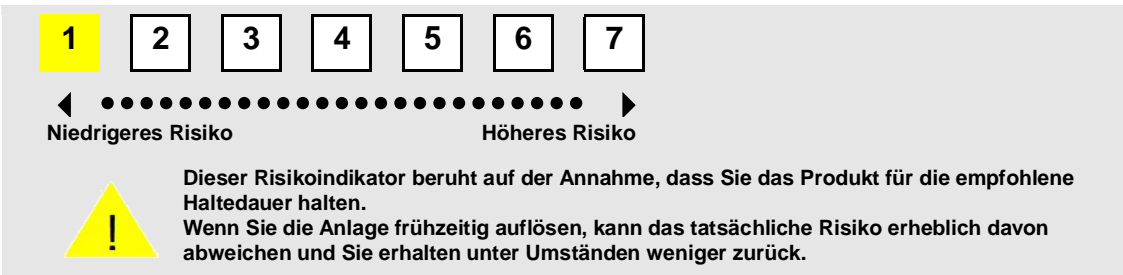 1 2 3 4 5 6 7
Niedrigeres Risiko Höheres Risiko
Dieser Risikoindikator beruht auf der Annahme, dass Sie das Produkt für die empfohlene
Haltedauer halten.
Wenn Sie die Anlage frühzeitig auflösen, kann das tatsächliche Risiko erheblich davon
abweichen und Sie erhalten unter Umständen weniger zurück.
!